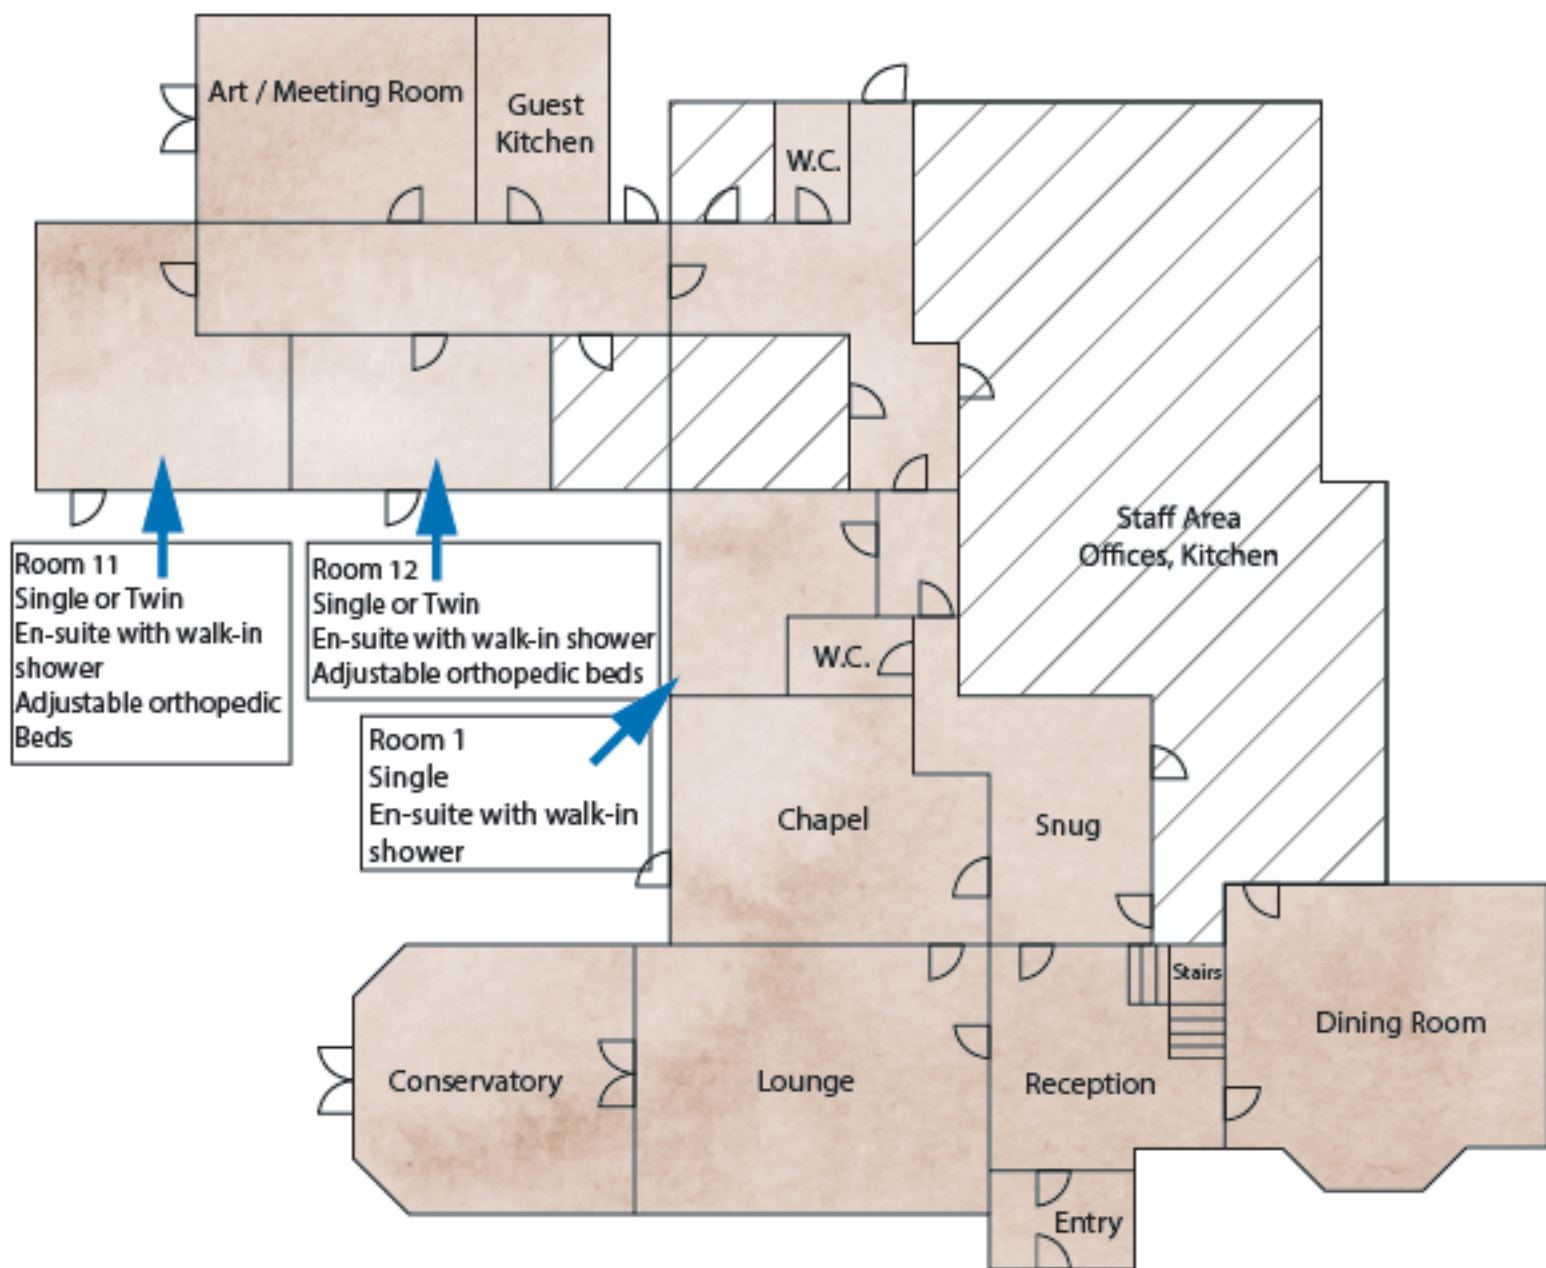 Art / Meeting Room
Guest
Kitchen
W.C.
Staff Area
Offices, Kitchen
Room 11
Single or Twin
En-suite with walk-in
shower
Adjustable orthopedic
Beds
Room 12
Single or Twin
En-suite with walk-in shower
Adjustable orthopedic beds
W.C.
Room 1
Single
En-suite with walk-in
shower
Chapel
Snug
Stairs
Dining Room
Conservatory
Lounge
Reception
Entry